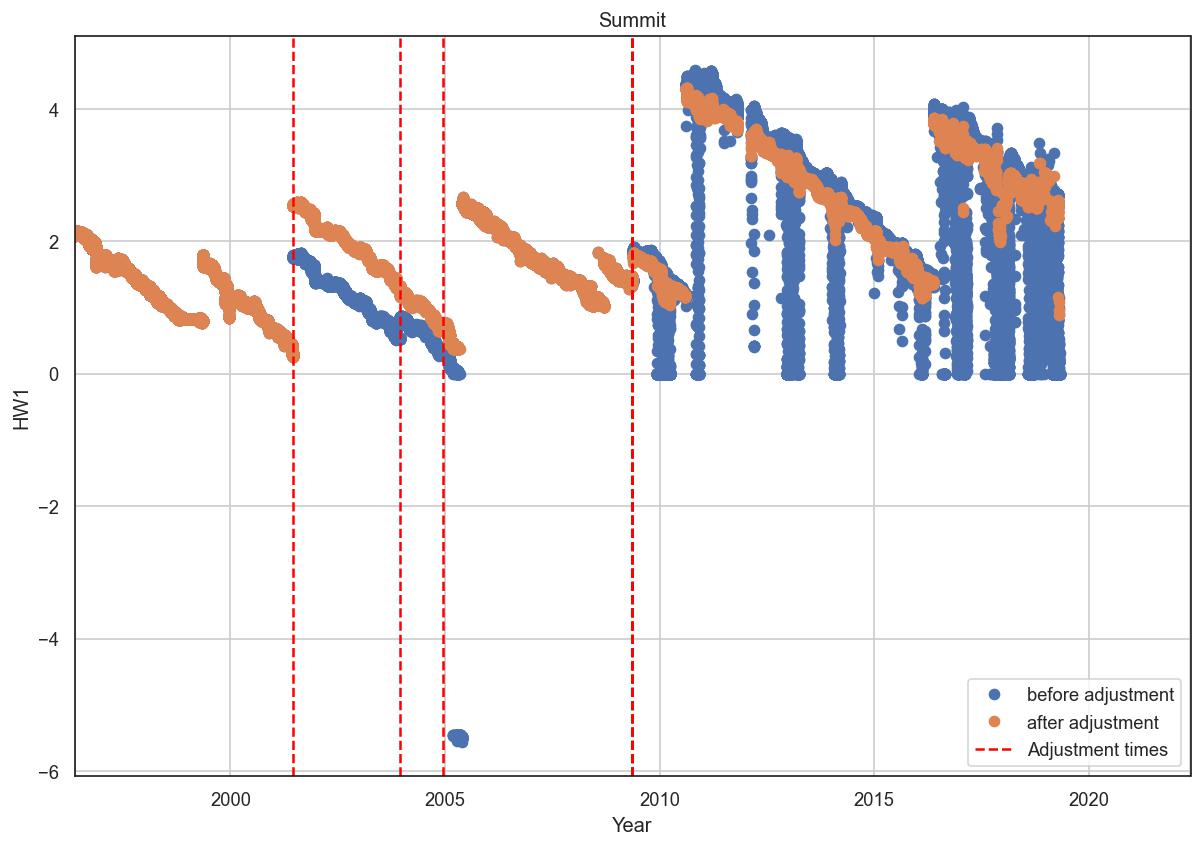 Summit
HW1
4
2
0
−2
−4
−6
2000
2005
2010
2015
2020
Year
before adjustment
after adjustment
Adjustment times